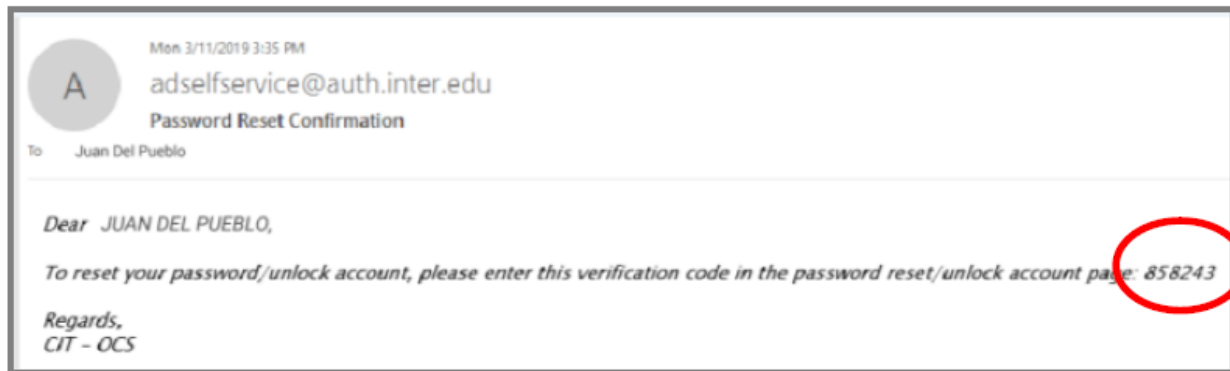 Mon 3/11/2019 3:35 PM
A
adselfservice@auth.inter.edu
Password Reset Confirmation
To Juan Del Pueblo
Dear JUAN DEL PUEBLO,
To reset your password/unlock account, please enter this verification code in the password reset/unlock account page: 858243
Regards,
CIT - OCS